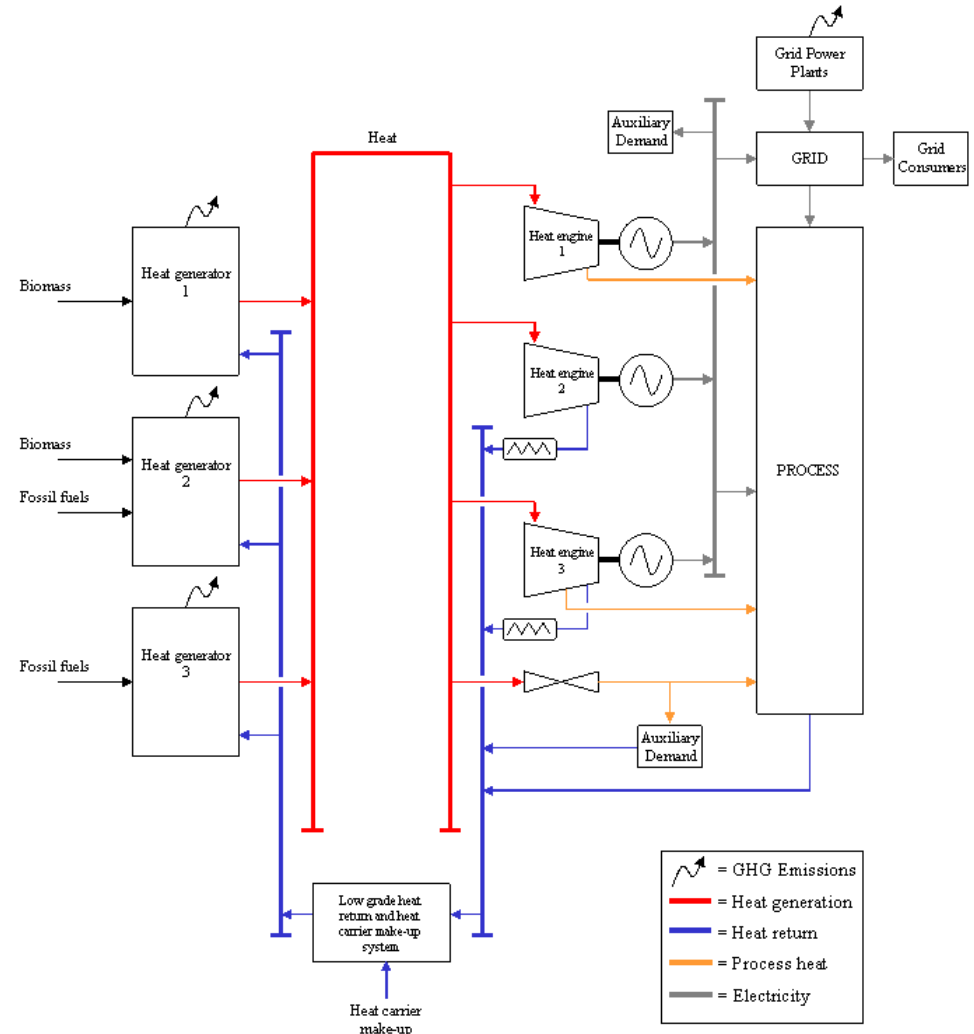 Grid Power
Plants
Auxiliary
Demand
Heat
GRID
Grid
Consumers
Heat engine
1
Heat generator
1
Biomass
Heat engine
2
Biomass
Heat generator
2
Fossil fuels
PROCESS
Heat engine
3
Heat generator
3
Fossil fuels
Auxiliary
Demand
Low grade heat
return and heat
carrier make-up
system
Heat carrier
make-up
= GHG Emissions
= Heat generation
= Heat return
= Process heat
= Electricity